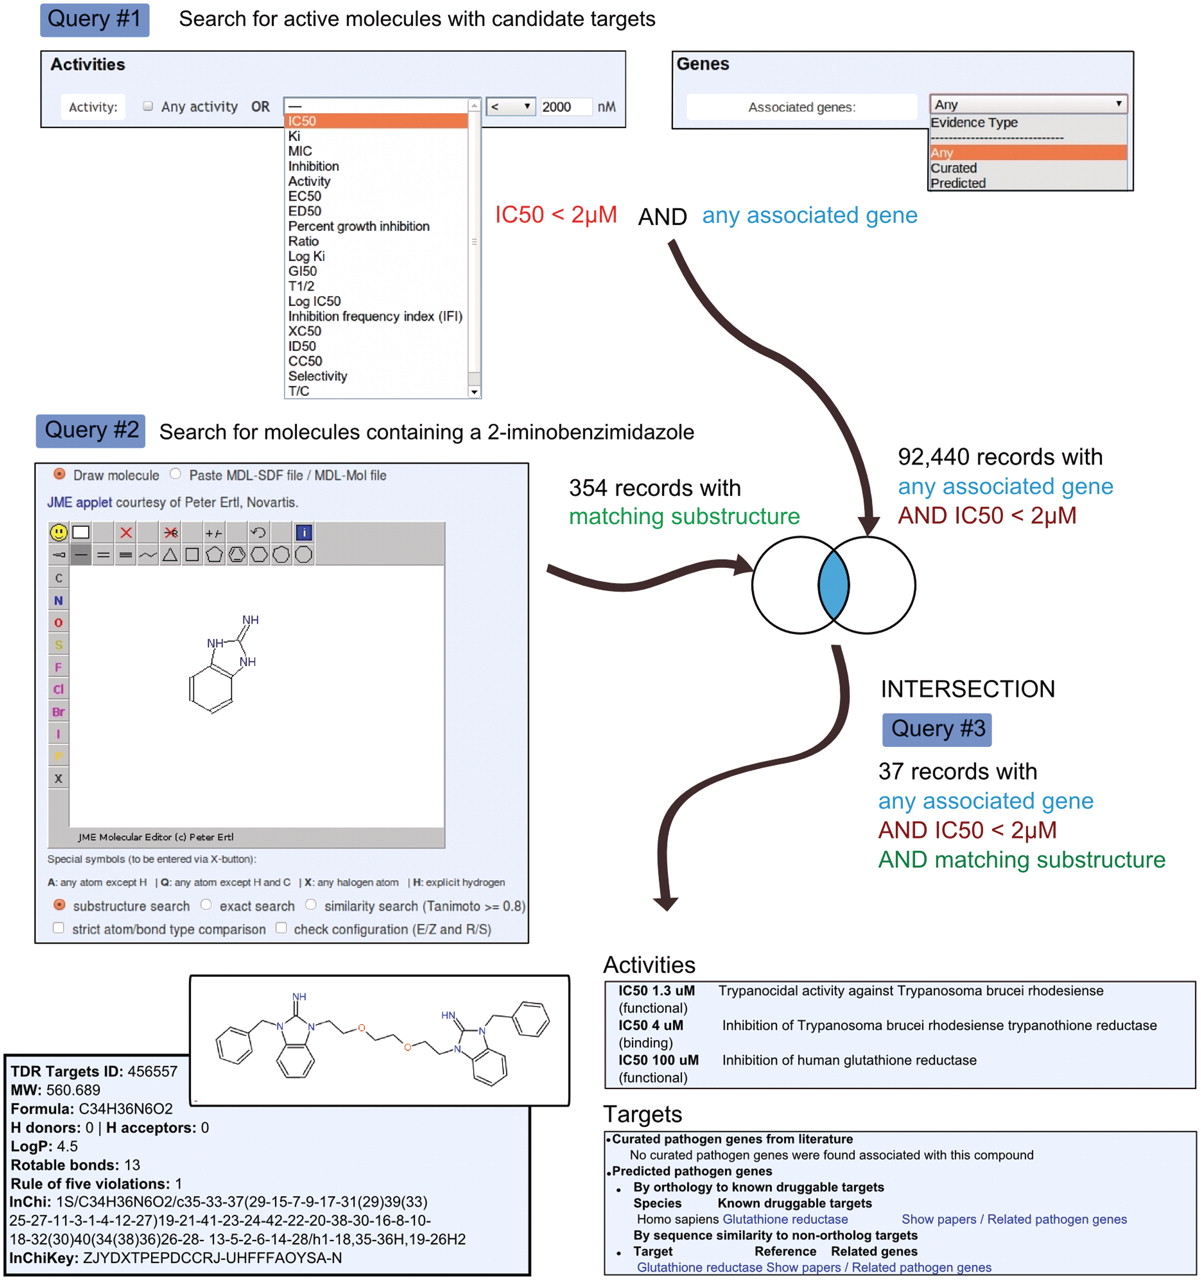 Query #1 Search for active molecules with candidate targets
Activities
Activity: Any activity OR — < 2000 nM
IC50
Ki
MIC
Inhibition
Activity
EC50
ED50
Percent growth inhibition
Ratio
Log Ki
GI50
T1/2
Log IC50
Inhibition frequency index (IFI)
XC50
ID50
CC50
Selectivity
T/C
Genes
Associated genes: Any
Evidence Type
------------------------------
Any
Curated
Predicted
IC50 < 2µM AND any associated gene
Query #2 Search for molecules containing a 2-iminobenzimidazole
Draw molecule Paste MDL-SDF file / MDL-Mol file
JME applet courtesy of Peter Ertl, Novartis.
+/-
i
C
N
O
S
F
Cl
Br
I
P
X
NH
NH
NH
JME Molecular Editor (c) Peter Ertl
Special symbols (to be entered via X-button):
A: any atom except H | Q: any atom except H and C | X: any halogen atom | H: explicit hydrogen
substructure search exact search similarity search (Tanimoto >= 0.8)
strict atom/bond type comparison check configuration (E/Z and R/S)
354 records with
matching substructure
92,440 records with
any associated gene
AND IC50 < 2µM
INTERSECTION
Query #3
37 records with
any associated gene
AND IC50 < 2µM
AND matching substructure
NH
N N
O
O
HN
N
N
TDR Targets ID: 456557
MW: 560.689
Formula: C34H36N6O2
H donors: 0 | H acceptors: 0
LogP: 4.5
Rotable bonds: 13
Rule of five violations: 1
InChi: 1S/C34H36N6O2/c35-33-37(29-15-7-9-17-31(29)39(33)
25-27-11-3-1-4-12-27)19-21-41-23-24-42-22-20-38-30-16-8-10-
18-32(30)40(34(38)36)26-28- 13-5-2-6-14-28/h1-18,35-36H,19-26H2
InChiKey: ZJYDXTPEPDCCRJ-UHFFFAOYSA-N
Activities
IC50 1.3 uM Trypanocidal activity against Trypanosoma brucei rhodesiense
(functional)
IC50 4 uM Inhibition of Trypanosoma brucei rhodesiense trypanothione reductase
(binding)
IC50 100 uM Inhibition of human glutathione reductase
(functional)
Targets
•Curated pathogen genes from literature
No curated pathogen genes were found associated with this compound
•Predicted pathogen genes
• By orthology to known druggable targets
Species Known druggable targets
Homo sapiens Glutathione reductase Show papers / Related pathogen genes
By sequence similarity to non-ortholog targets
• Target Reference Related genes
Glutathione reductase Show papers / Related pathogen genes